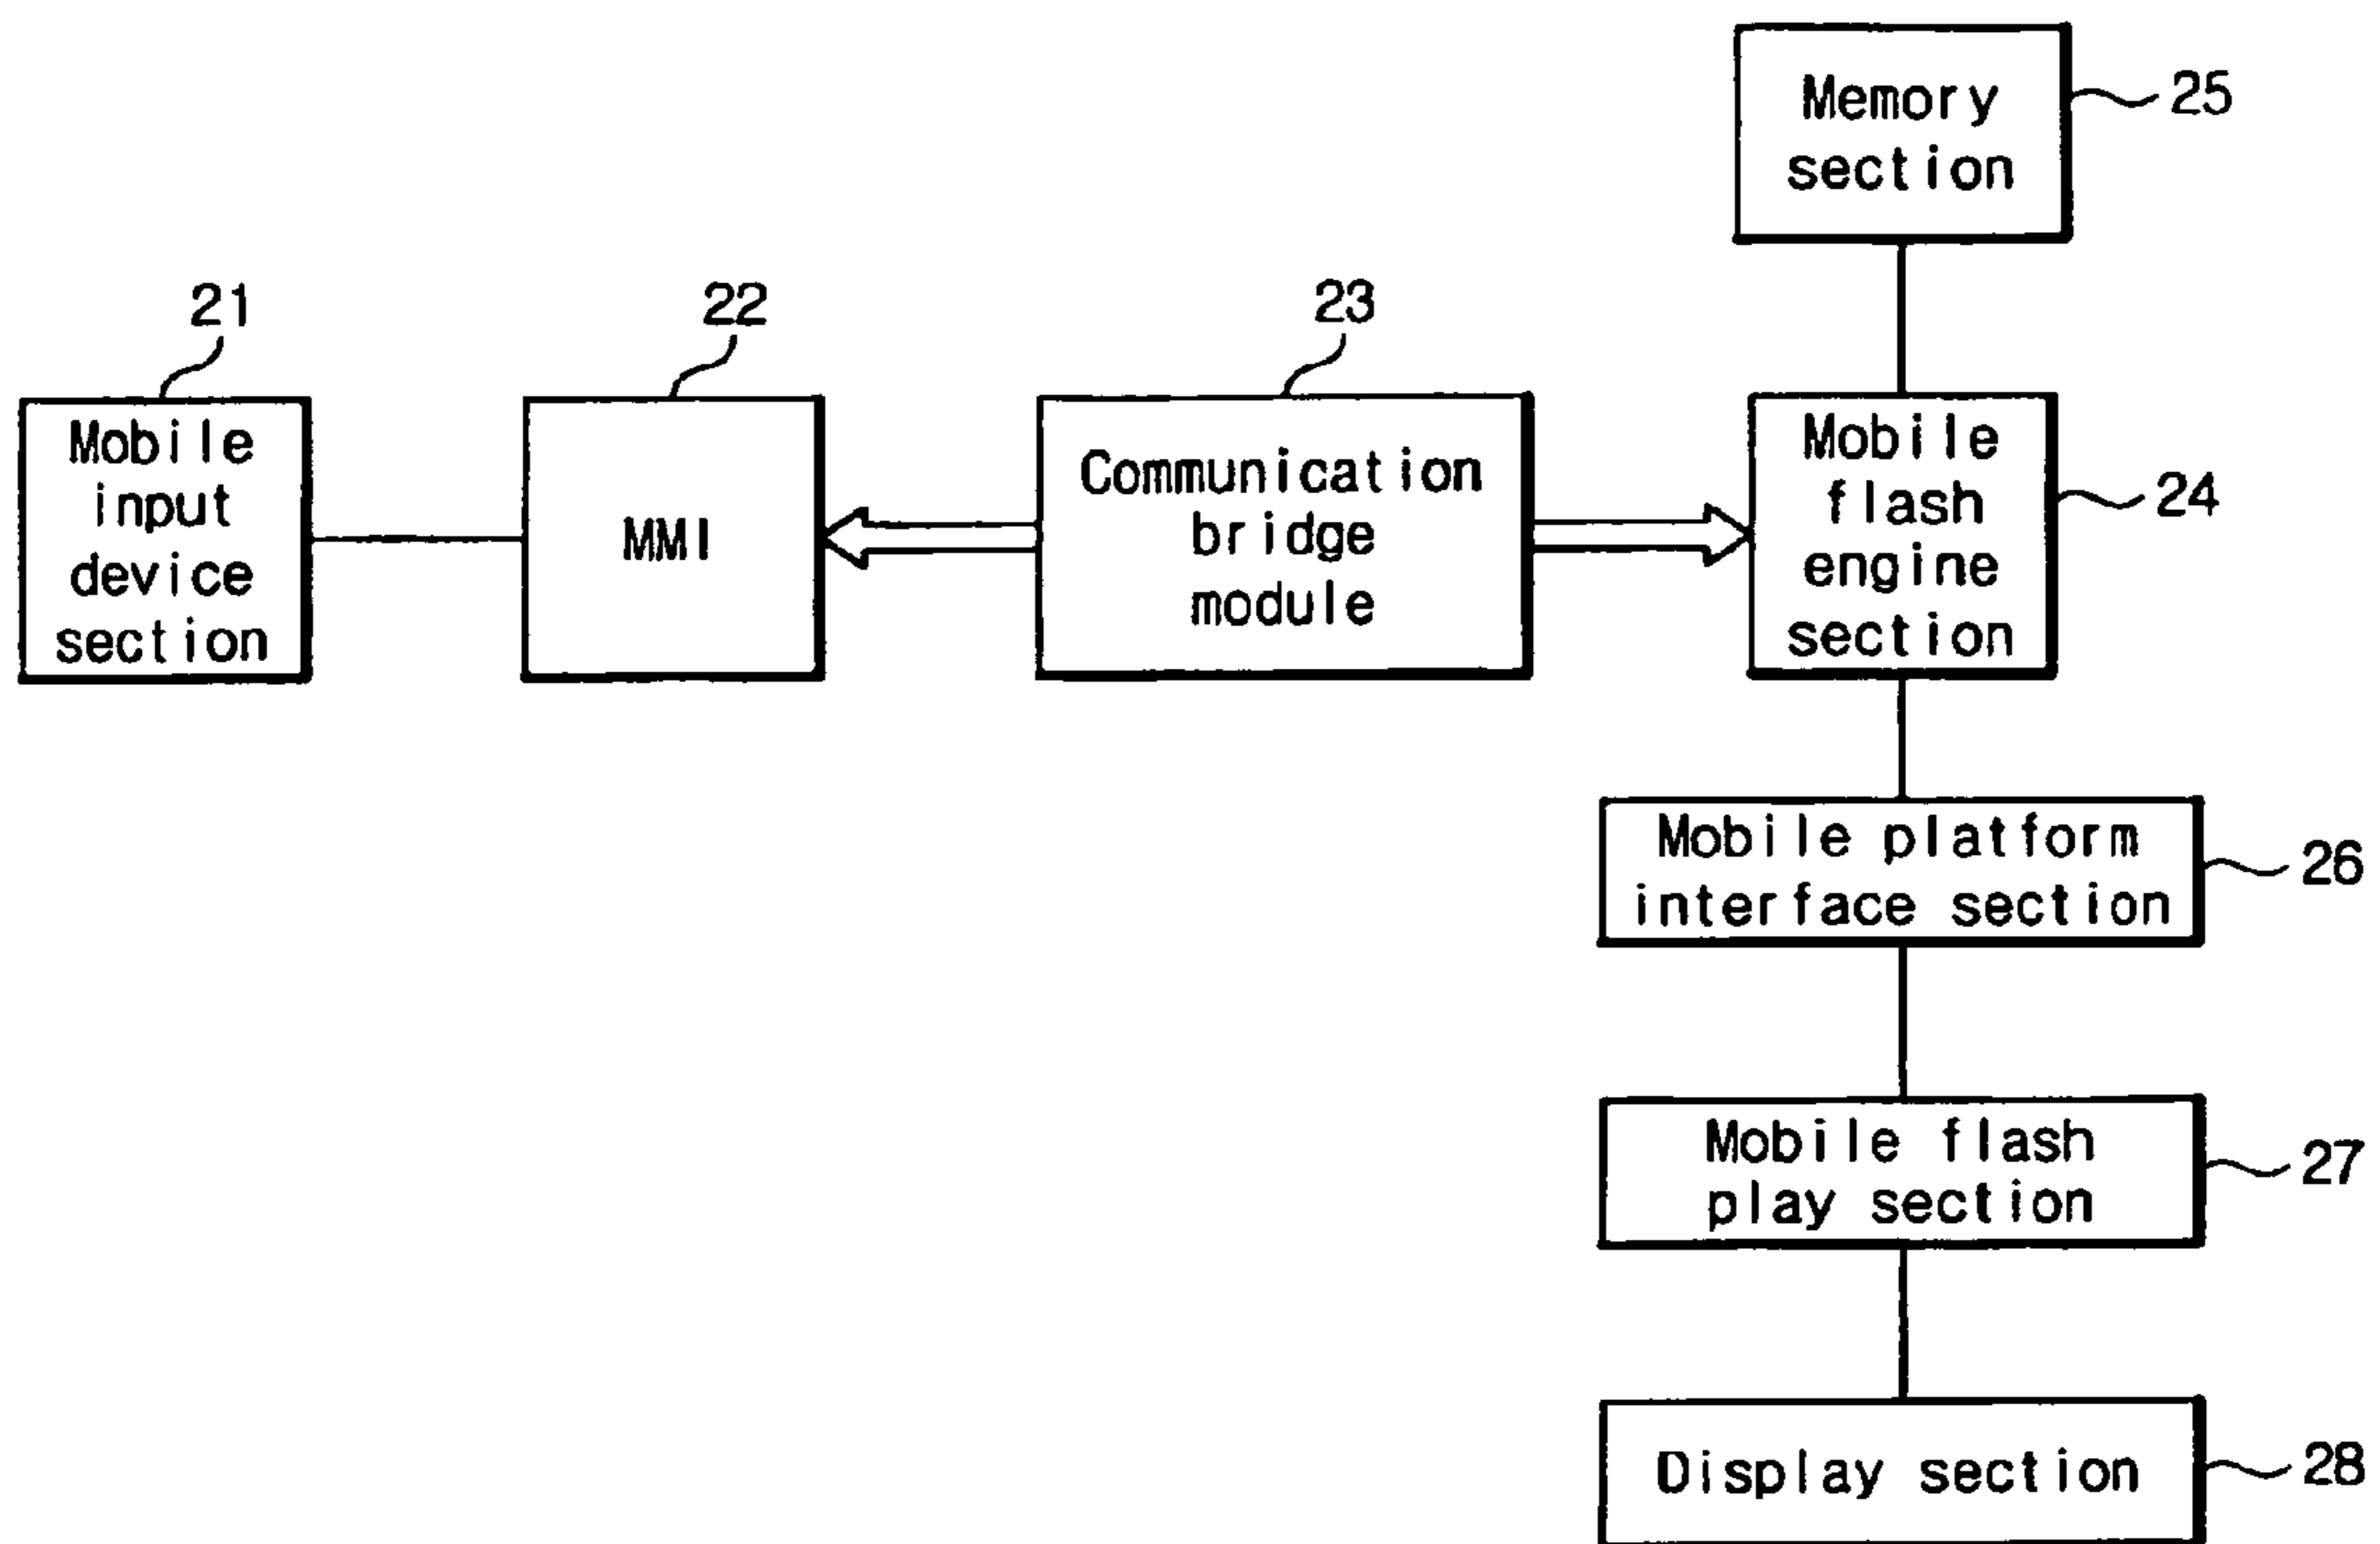 Memory
section
25
21
22
23
Mobile
input
device
section
MMI
Communication
bridge
module
Mobile
flash
engine
section
24
Mobile platform
interface section
26
Mobile flash
play section
27
Display section
28